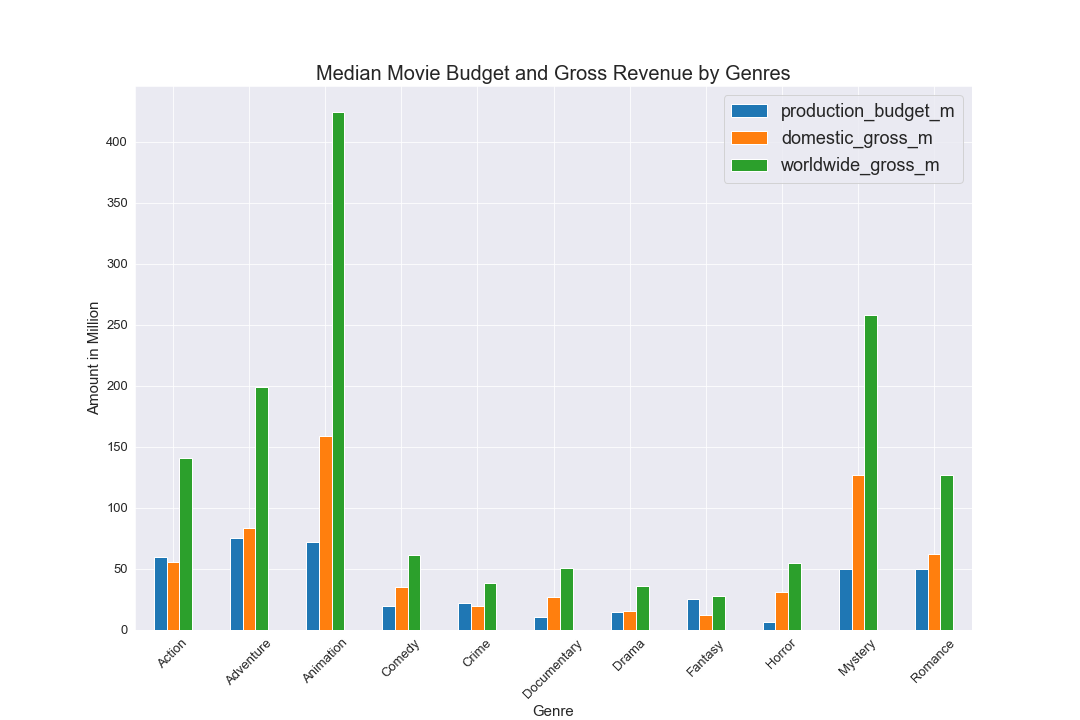 Median Movie Budget and Gross Revenue by Genres
production_budget_m
domestic_gross_m
worldwide_gross_m
Amount in Million
400
350
300
250
200
150
100
50
0
Action
Adventure
Animation
Comedy
Crime
Documentary
Drama
Fantasy
Horror
Mystery
Romance
Genre